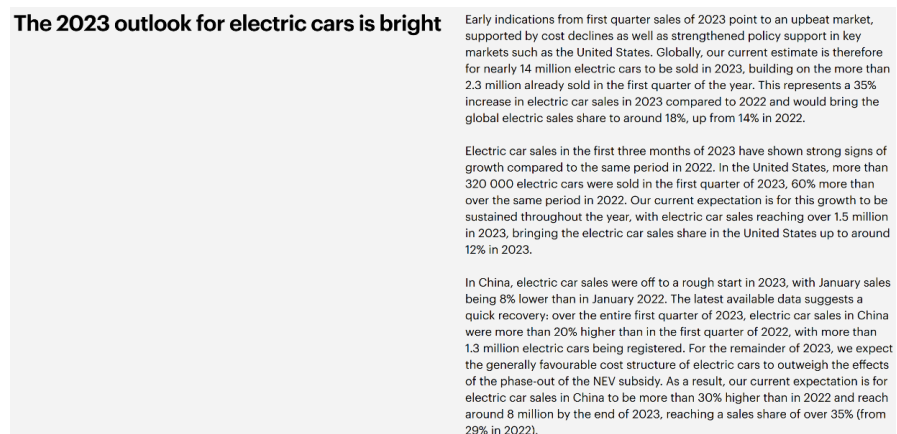 The 2023 outlook for electric cars is bright
Early indications from first quarter sales of 2023 point to an upbeat market,
supported by cost declines as well as strengthened policy support in key
markets such as the United States. Globally, our current estimate is therefore
for nearly 14 million electric cars to be sold in 2023, building on the more than
2.3 million already sold in the first quarter of the year. This represents a 35%
increase in electric car sales in 2023 compared to 2022 and would bring the
global electric sales share to around 18%, up from 14% in 2022.
Electric car sales in the first three months of 2023 have shown strong signs of
growth compared to the same period in 2022. In the United States, more than
320 000 electric cars were sold in the first quarter of 2023, 60% more than
over the same period in 2022. Our current expectation is for this growth to be
sustained throughout the year, with electric car sales reaching over 1.5 million
in 2023, bringing the electric car sales share in the United States up to around
12% in 2023.
In China, electric car sales were off to a rough start in 2023, with January sales
being 8% lower than in January 2022. The latest available data suggests a
quick recovery: over the entire first quarter of 2023, electric car sales in China
were more than 20% higher than in the first quarter of 2022, with more than
1.3 million electric cars being registered. For the remainder of 2023, we expect
the generally favourable cost structure of electric cars to outweigh the effects
of the phase-out of the NEV subsidy. As a result, our current expectation is for
electric car sales in China to be more than 30% higher than in 2022 and reach
around 8 million by the end of 2023, reaching a sales share of over 35% (from
29% in 2022).